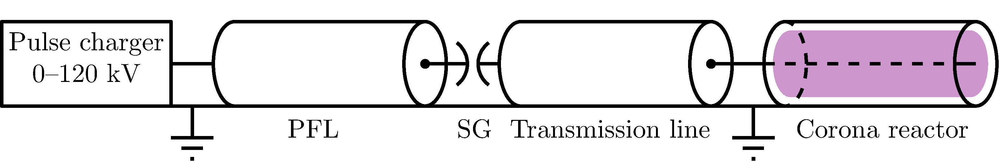 Pulse charger
0–120 kV
PFL
SG
Transmission line
Corona reactor